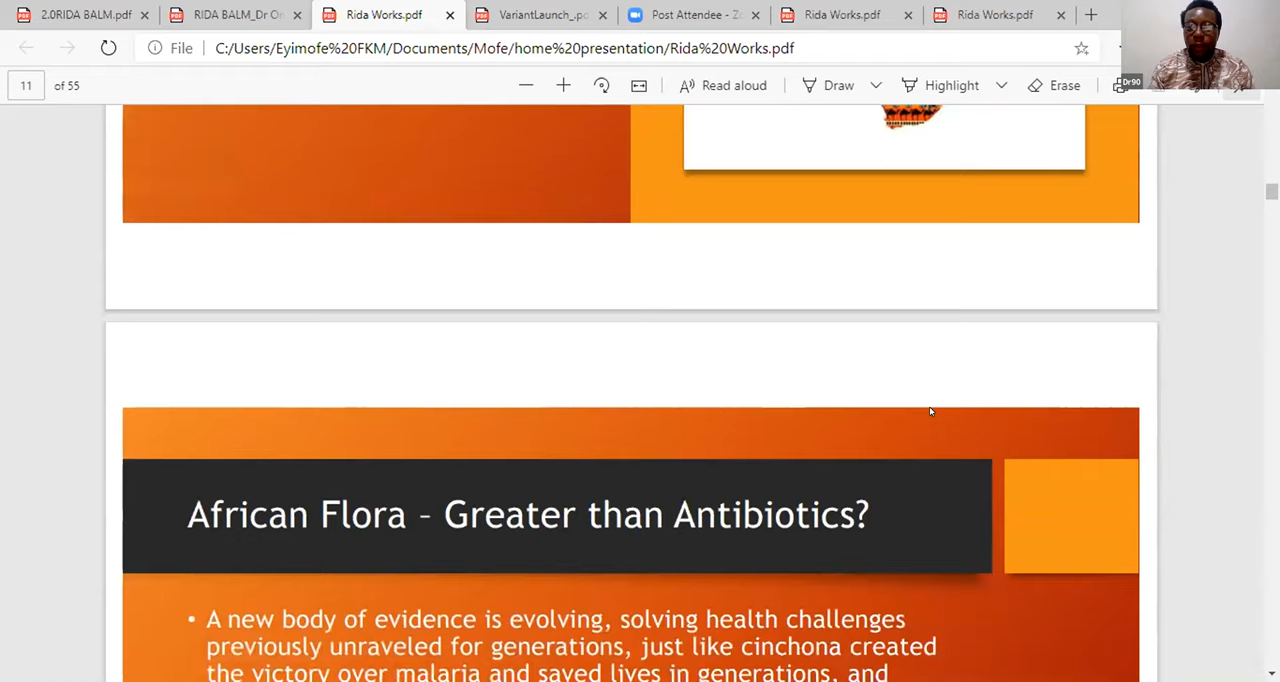 2.0RIDA BALM.pdf
RIDA BALM_Dr On
Rida Works.pdf
VariantLaunch_.pd
Post Attendee - Zo
Rida Works.pdf
Rida Works.pdf
File
C:/Users/Eyimofe%20FKM/Documents/Mofe/home%20presentation/Rida%20Works.pdf
11 of 55
Read aloud
Draw
Highlight
Erase
Dr90
African Flora – Greater than Antibiotics?
• A new body of evidence is evolving, solving health challenges
previously unraveled for generations, just like cinchona created
the victory over malaria and saved lives in generations, and